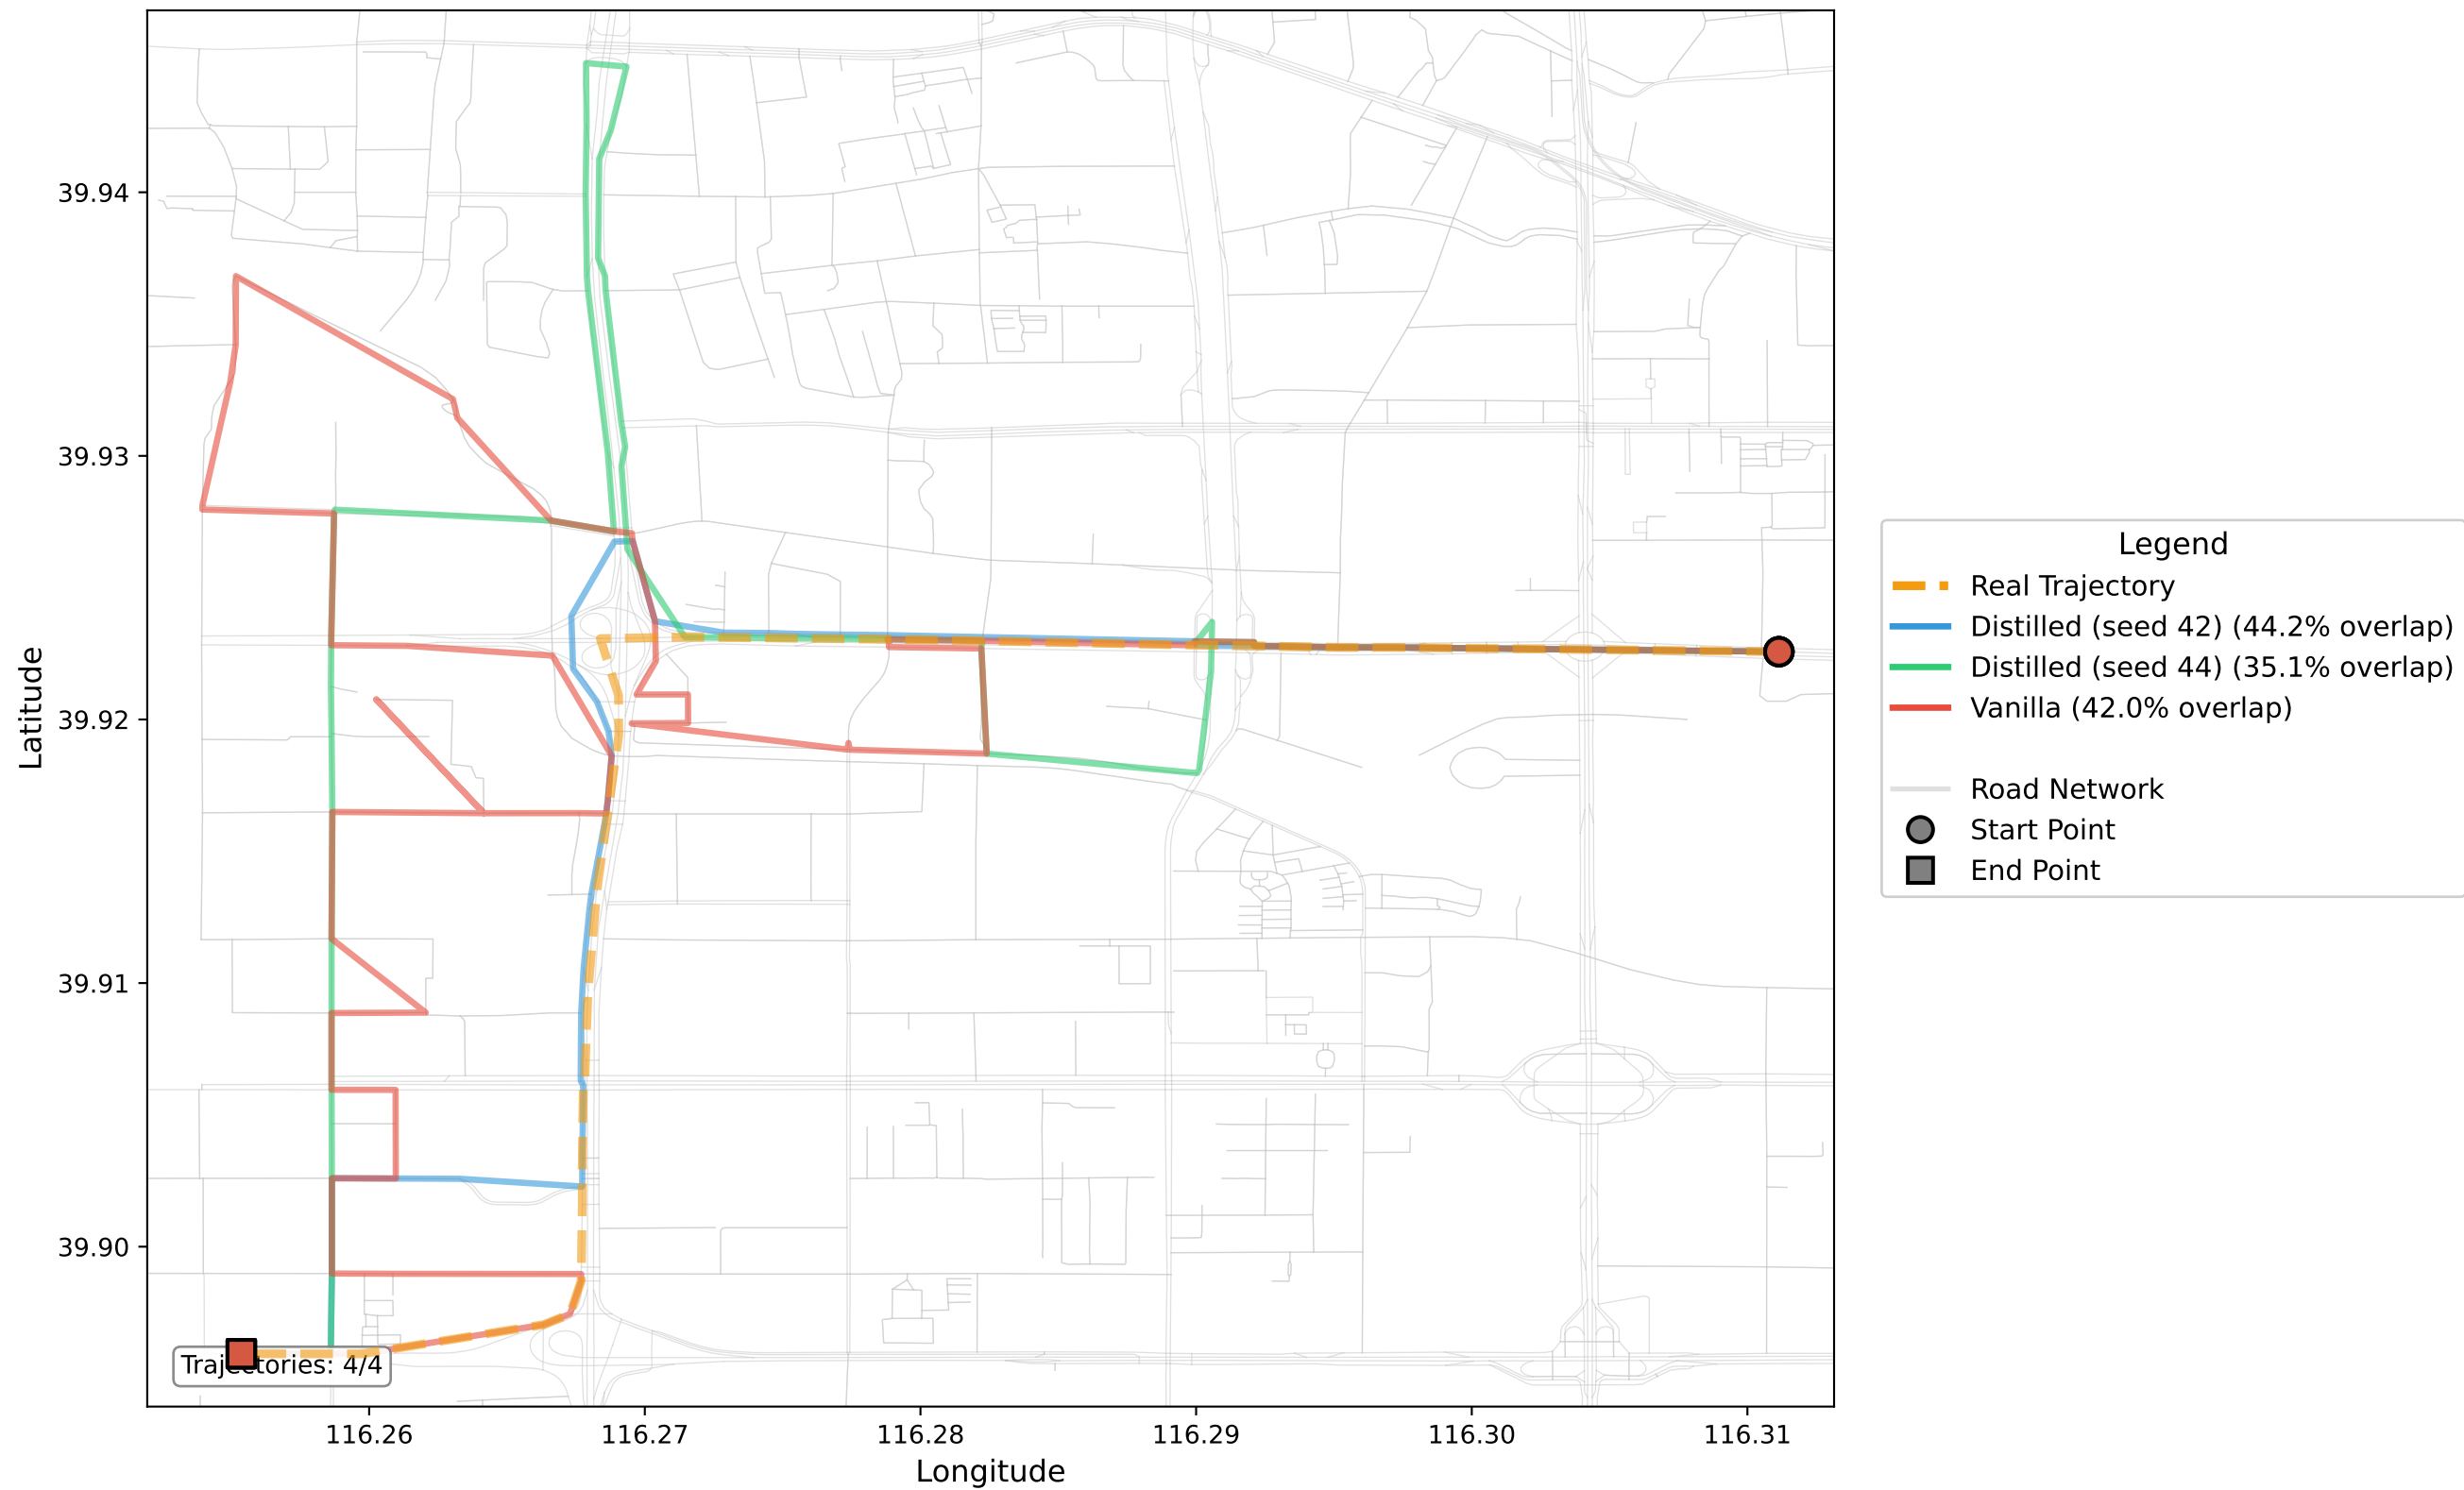 39.94
39.93
39.92
39.91
39.90
Latitude
116.26
116.27
116.28
116.29
116.30
116.31
Longitude
Trajectories: 4/4
Legend
Real Trajectory
Distilled (seed 42) (44.2% overlap)
Distilled (seed 44) (35.1% overlap)
Vanilla (42.0% overlap)
Road Network
Start Point
End Point